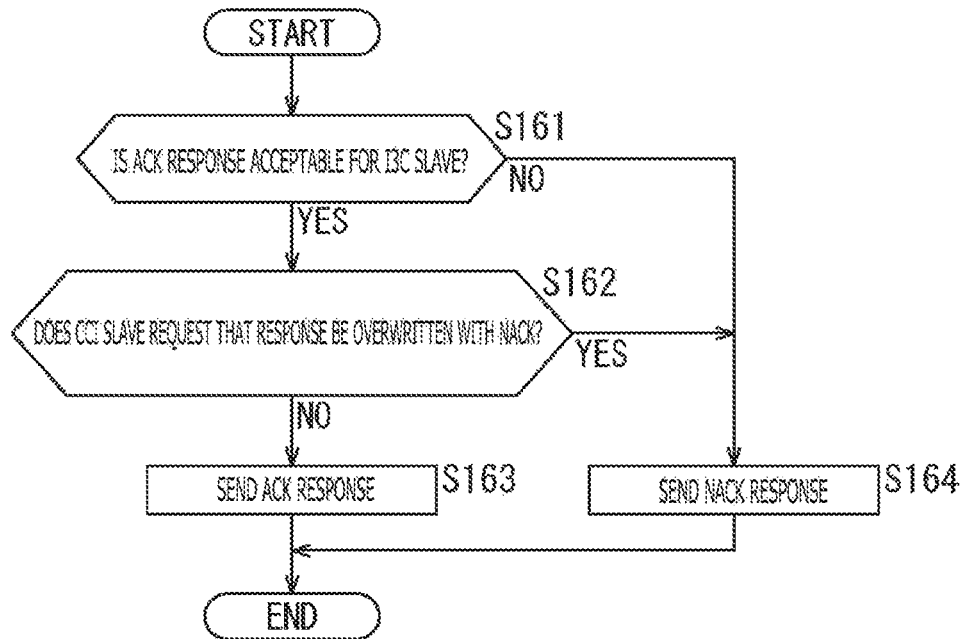 START
S161
IS ACK RESPONSE ACCEPTABLE FOR I3C SLAVE?
NO
YES
S162
DOES CCI SLAVE REQUEST THAT RESPONSE BE OVERWRITTEN WITH NACK?
YES
NO
SEND ACK RESPONSE
S163
SEND NACK RESPONSE
S164
END